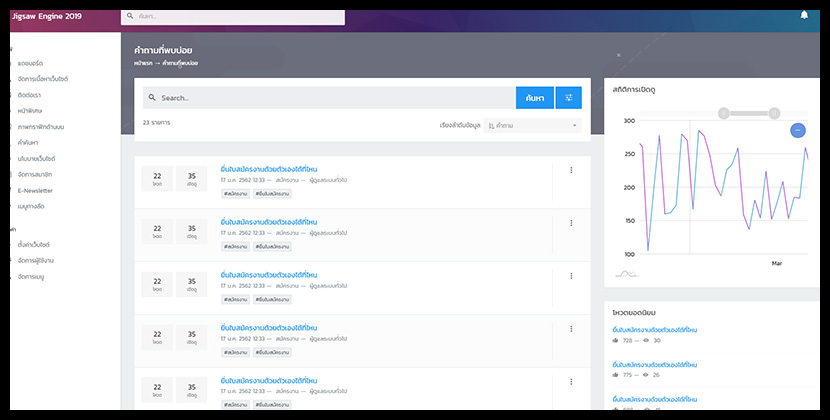 Jigsaw Engine 2019
ค้นหา...
แดชบอร์ด
จัดการเนื้อหาเว็บไซต์
ติดต่อเรา
หน้าพิเศษ
ภาพกราฟิกด้านบน
คำค้นหา
นโยบายเว็บไซต์
จัดการสมาชิก
E-Newsletter
เมนูทางลัด
ตั้งค่าเว็บไซต์
จัดการผู้ใช้งาน
จัดการเมนู
คำถามที่พบบ่อย
หน้าแรก → คำถามที่พบบ่อย
Search...
ค้นหา
23 รายการ
เรียงลำดับข้อมูล
คำถาม
22 35 ยื่นใบสมัครงานด้วยตัวเองได้ที่ไหน
โหวต เปิดดู 17 ม.ค. 2562 12:33 — สมัครงาน — ผู้ดูแลระบบทั่วไป
#สมัครงาน #ยื่นใบสมัครงาน
22 35 ยื่นใบสมัครงานด้วยตัวเองได้ที่ไหน
โหวต เปิดดู 17 ม.ค. 2562 12:33 — สมัครงาน — ผู้ดูแลระบบทั่วไป
#สมัครงาน #ยื่นใบสมัครงาน
22 35 ยื่นใบสมัครงานด้วยตัวเองได้ที่ไหน
โหวต เปิดดู 17 ม.ค. 2562 12:33 — สมัครงาน — ผู้ดูแลระบบทั่วไป
#สมัครงาน #ยื่นใบสมัครงาน
22 35 ยื่นใบสมัครงานด้วยตัวเองได้ที่ไหน
โหวต เปิดดู 17 ม.ค. 2562 12:33 — สมัครงาน — ผู้ดูแลระบบทั่วไป
#สมัครงาน #ยื่นใบสมัครงาน
22 35 ยื่นใบสมัครงานด้วยตัวเองได้ที่ไหน
โหวต เปิดดู 17 ม.ค. 2562 12:33 — สมัครงาน — ผู้ดูแลระบบทั่วไป
#สมัครงาน #ยื่นใบสมัครงาน
สถิติการเปิดดู
300
250
200
150
100
Mar
โหวตยอดนิยม
ยื่นใบสมัครงานด้วยตัวเองได้ที่ไหน
728 — 30
ยื่นใบสมัครงานด้วยตัวเองได้ที่ไหน
775 — 26
ยื่นใบสมัครงานด้วยตัวเองได้ที่ไหน